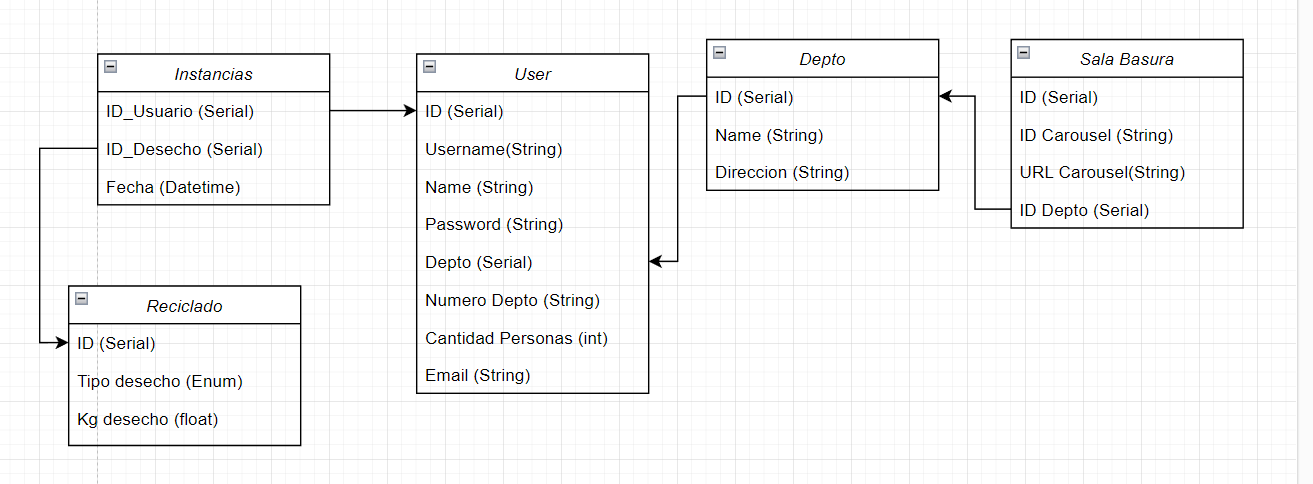 Instancias
ID_Usuario (Serial)
ID_Desecho (Serial)
Fecha (Datetime)
Reciclado
ID (Serial)
Tipo desecho (Enum)
Kg desecho (float)
User
ID (Serial)
Username(String)
Name (String)
Password (String)
Depto (Serial)
Numero Depto (String)
Cantidad Personas (int)
Email (String)
Depto
ID (Serial)
Name (String)
Direccion (String)
Sala Basura
ID (Serial)
ID Carousel (String)
URL Carousel(String)
ID Depto (Serial)